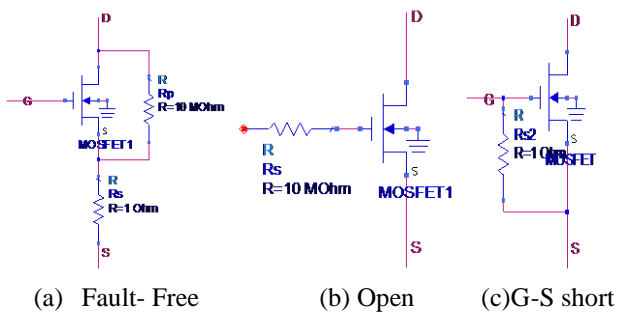 D
R
Rp
R=10 MOhm
G
S
MOSFET1
R
Rs
R=1 Ohm
S
D
R
Rs
R=10 MOhm
S
MOSFET1
S
D
G
R
Rs2
R=1 Ohm
S
MOSFET
S
(a) Fault- Free
(b) Open
(c)G-S short